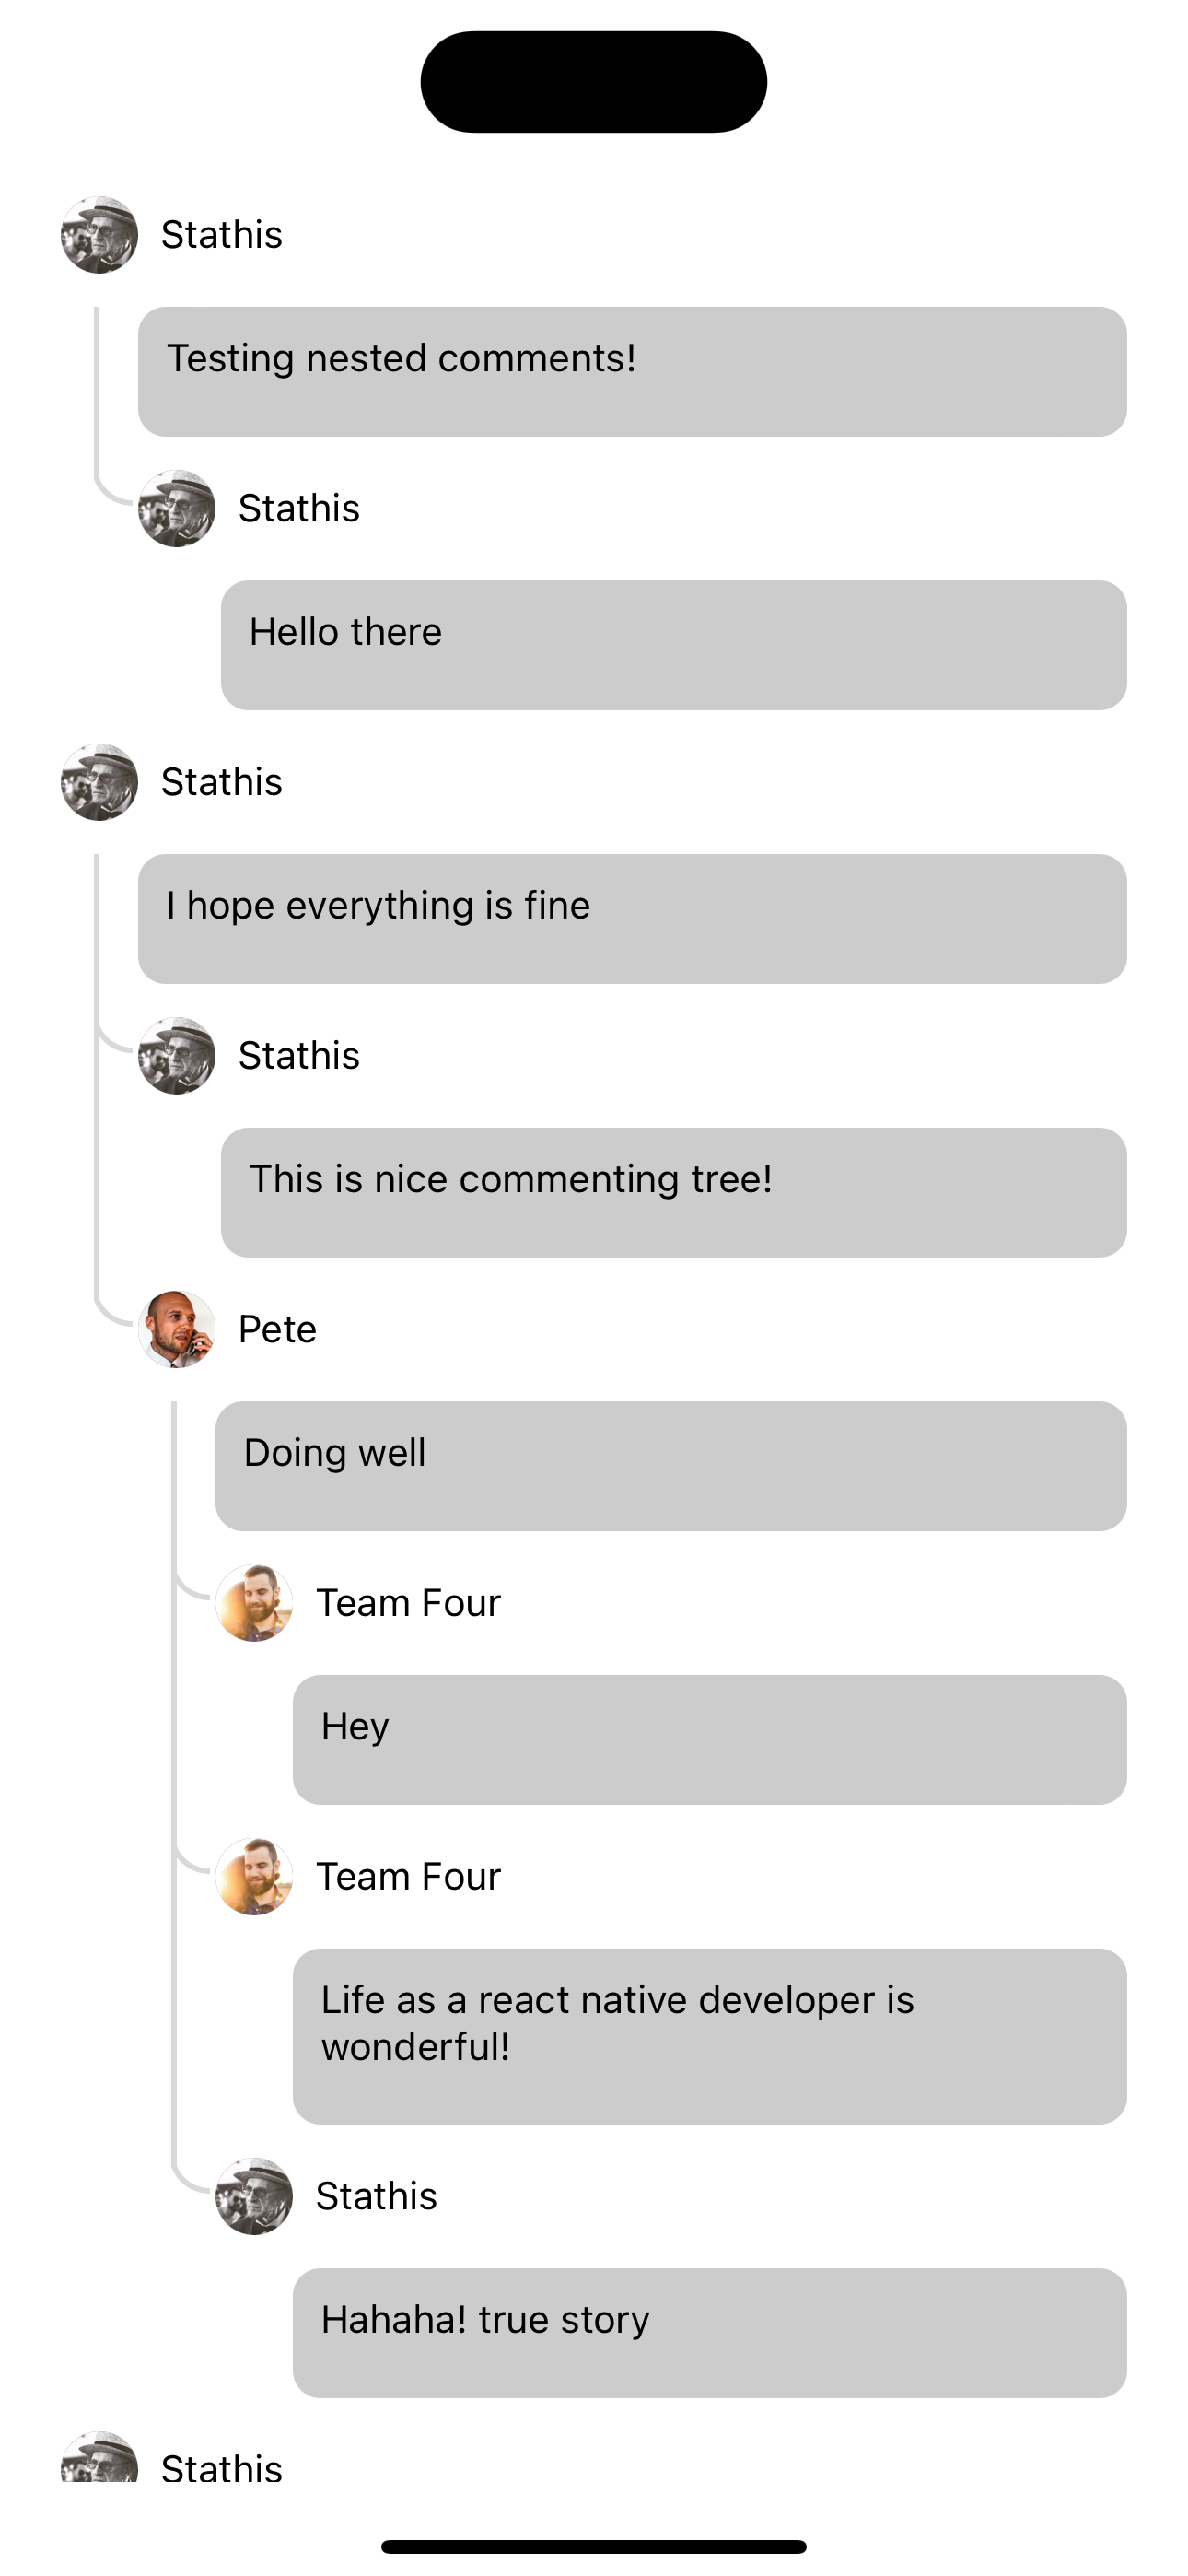 Stathis
Testing nested comments!
Stathis
Hello there
Stathis
I hope everything is fine
Stathis
This is nice commenting tree!
Pete
Doing well
Team Four
Hey
Team Four
Life as a react native developer is
wonderful!
Stathis
Hahaha! true story
Stathis